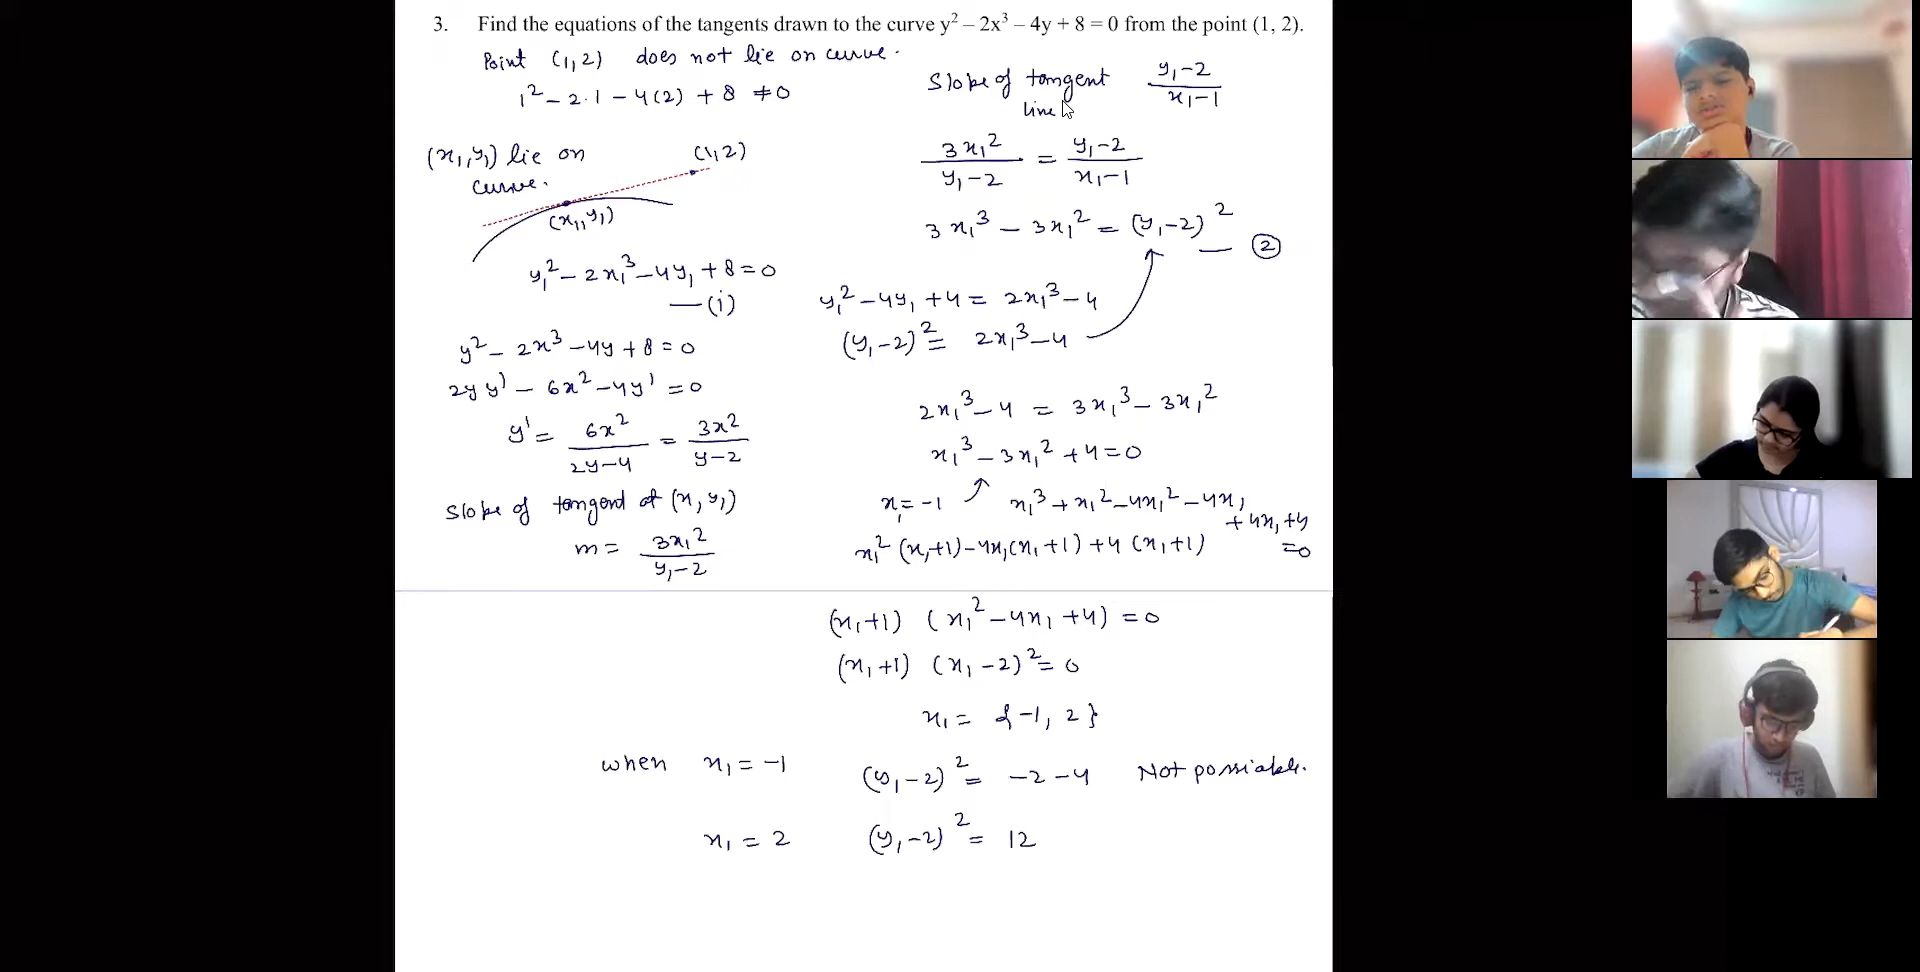 3. Find the equations of the tangents drawn to the curve y² – 2x³ – 4y + 8 = 0 from the point (1, 2).
Point (1,2) does not lie on curve.
1² – 2·1 – 4(2) + 8 ≠ 0
(x₁,y₁) lie on
curve.
(1,2)
(x₁,y₁)
y₁² – 2x₁³ – 4y₁ + 8 = 0
—(i)
y² – 2x³ – 4y + 8 = 0
2y y' – 6x² – 4y' = 0
y' = 6x²/(2y–4) = 3x²/(y–2)
Slope of tangent at (x₁,y₁)
m = 3x₁²/(y₁–2)
Slope of tangent (y₁–2)/(x₁–1)
line
3x₁²/(y₁–2) = (y₁–2)/(x₁–1)
3x₁³ – 3x₁² = (y₁–2)² — ②
y₁² – 4y₁ + 4 = 2x₁³ – 4
(y₁–2)² = 2x₁³ – 4
2x₁³ – 4 = 3x₁³ – 3x₁²
x₁³ – 3x₁² + 4 = 0
x₁ = –1 x₁³ + x₁² – 4x₁² – 4x₁
+ 4x₁ + 4
x₁²(x₁+1) – 4x₁(x₁+1) + 4(x₁+1) = 0
(x₁+1) (x₁² – 4x₁ + 4) = 0
(x₁+1) (x₁–2)² = 0
x₁ = {–1, 2}
when x₁ = –1 (y₁–2)² = –2–4 Not possiable.
x₁ = 2 (y₁–2)² = 12